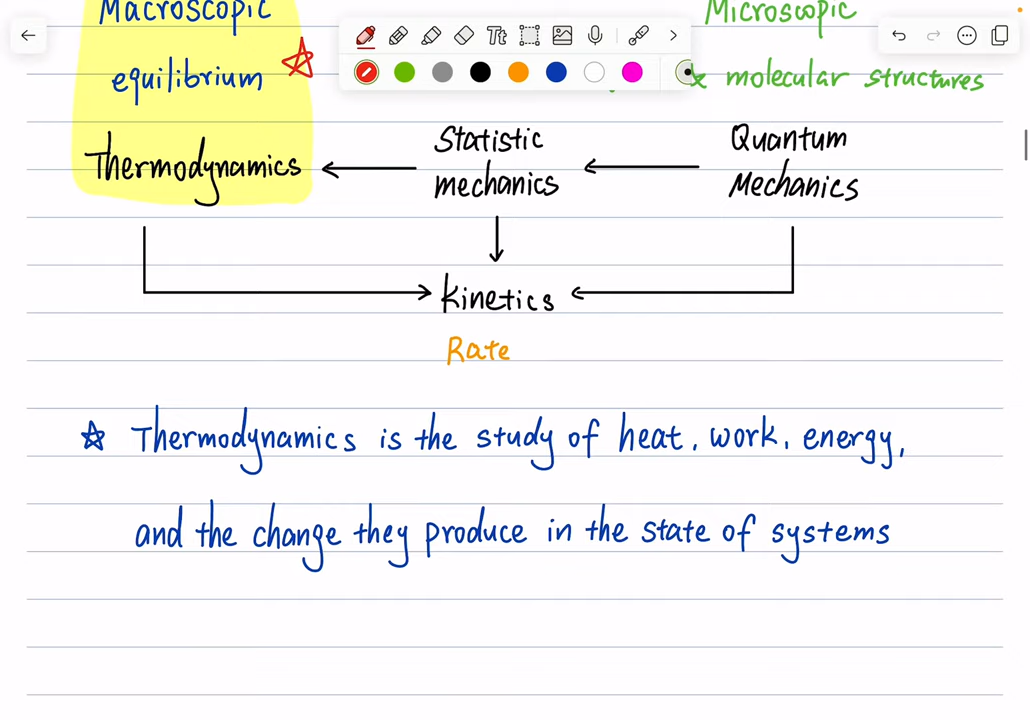 Macroscopic
Microscopic
equilibrium
& molecular structures
Thermodynamics
Statistic
mechanics
Quantum
Mechanics
Kinetics
Rate
☆ Thermodynamics is the study of heat, work, energy,
and the change they produce in the state of systems